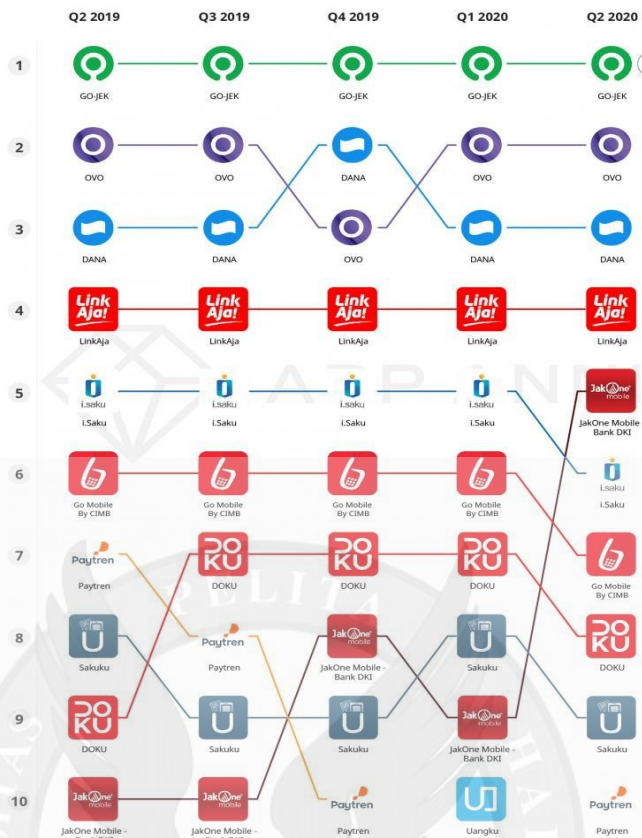 Q2 2019 Q3 2019 Q4 2019 Q1 2020 Q2 2020
1
GO-JEK GO-JEK GO-JEK GO-JEK GO-JEK
2
OVO OVO DANA OVO OVO
3
DANA DANA OVO DANA DANA
4
Link Link Link Link Link
Aja! Aja! Aja! Aja! Aja!
LinkAja LinkAja LinkAja LinkAja LinkAja
5
i.saku i.saku i.saku i.saku JakOne
mobile
i.Saku i.Saku i.Saku i.Saku JakOne Mobile
Bank DKI
6
i.saku
Go Mobile Go Mobile Go Mobile Go Mobile i.Saku
By CIMB By CIMB By CIMB By CIMB
7
Paytren DOKU DOKU DOKU
Paytren DOKU DOKU DOKU Go Mobile
By CIMB
8
Paytren JakOne DOKU
mobile
Sakuku Paytren JakOne Mobile - Sakuku DOKU
Bank DKI
9
DOKU JakOne
mobile
DOKU Sakuku Sakuku JakOne Mobile - Sakuku
Bank DKI
10
JakOne JakOne Paytren Paytren
mobile mobile
JakOne Mobile - JakOne Mobile - Paytren Uangku Paytren
PELITA